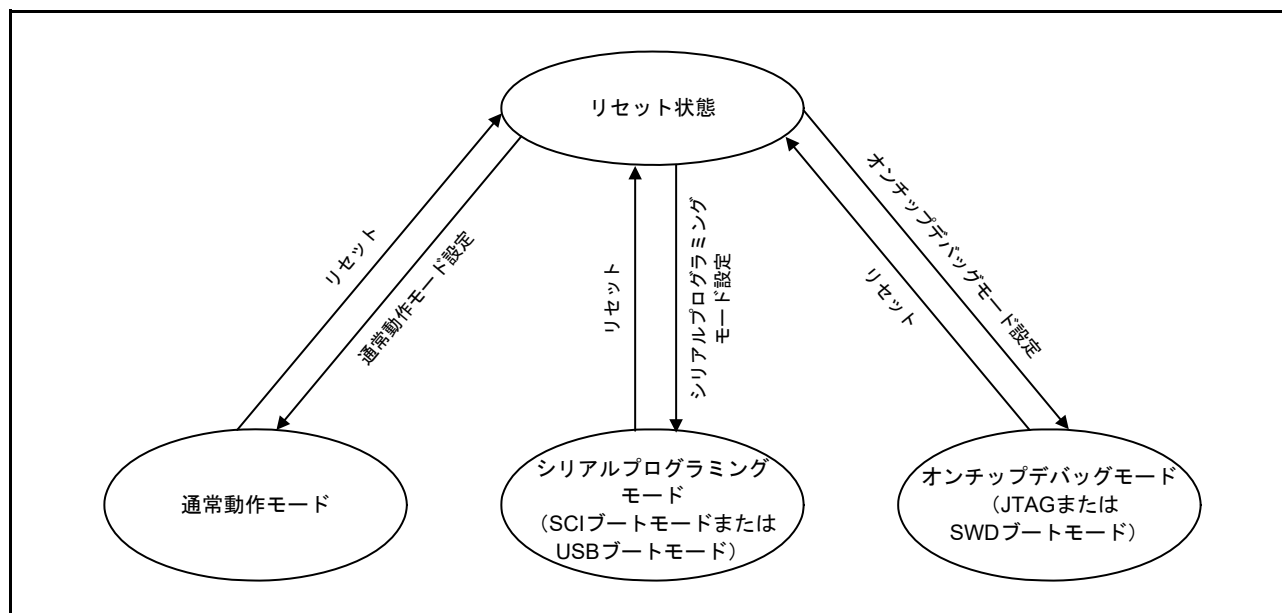 リセット状態
リセット
通常動作モード設定
リセット
シリアルプログラミング
モード設定
オンチップデバッグモード設定
リセット
通常動作モード
シリアルプログラミング
モード
（SCIブートモードまたは
USBブートモード）
オンチップデバッグモード
（JTAGまたは
SWDブートモード）